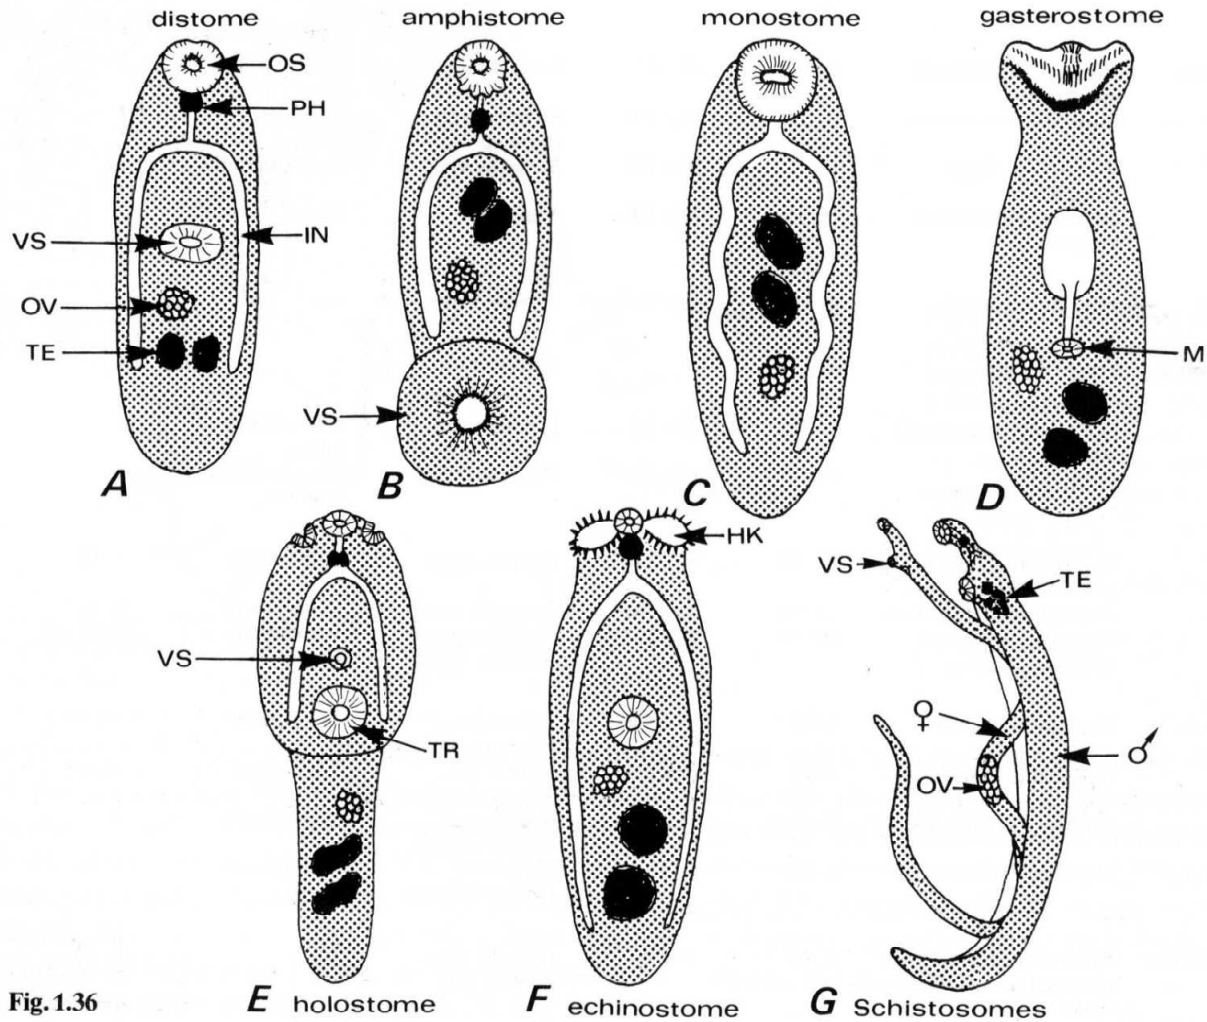 distome
amphistome
monostome
gasterostome
OS
PH
VS
IN
OV
TE
A
VS
B
C
M
D
VS
TR
HK
VS
TE
♀
♂
OV
Fig. 1.36
E holostome
F echinostome
G Schistosomes